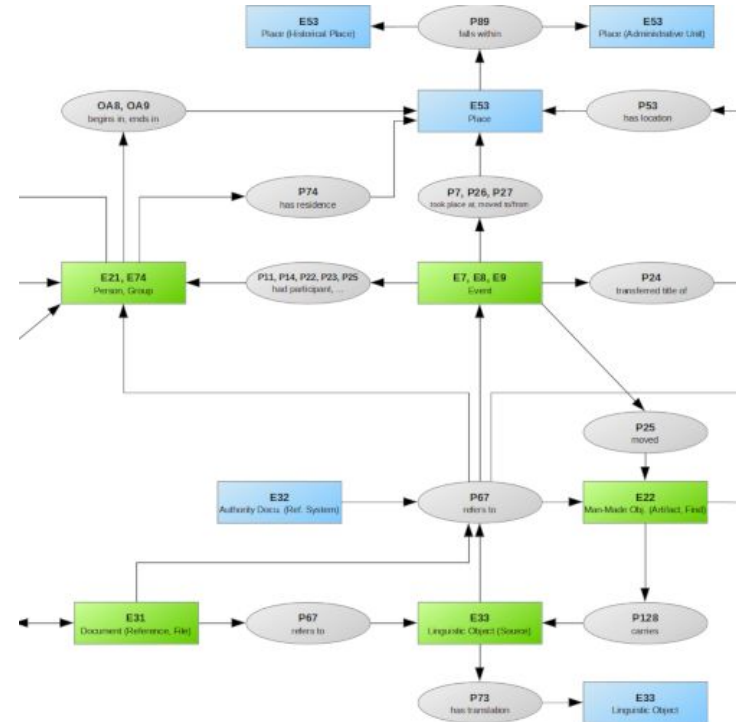 E53
Place (Historical Place)
P89
falls within
E53
Place (Administrative Unit)
OA8, OA9
begins in, ends in
E53
Place
P53
has location
P74
has residence
P7, P26, P27
took place at, moved to/from
E21, E74
Person, Group
P11, P14, P22, P23, P25
had participant, ...
E7, E8, E9
Event
P24
transferred title of
P25
moved
E32
Authority Docu. (Ref. System)
P67
refers to
E22
Man-Made Obj. (Artifact, Find)
E31
Document (Reference, File)
P67
refers to
E33
Linguistic Object (Source)
P128
carries
P73
has translation
E33
Linguistic Object